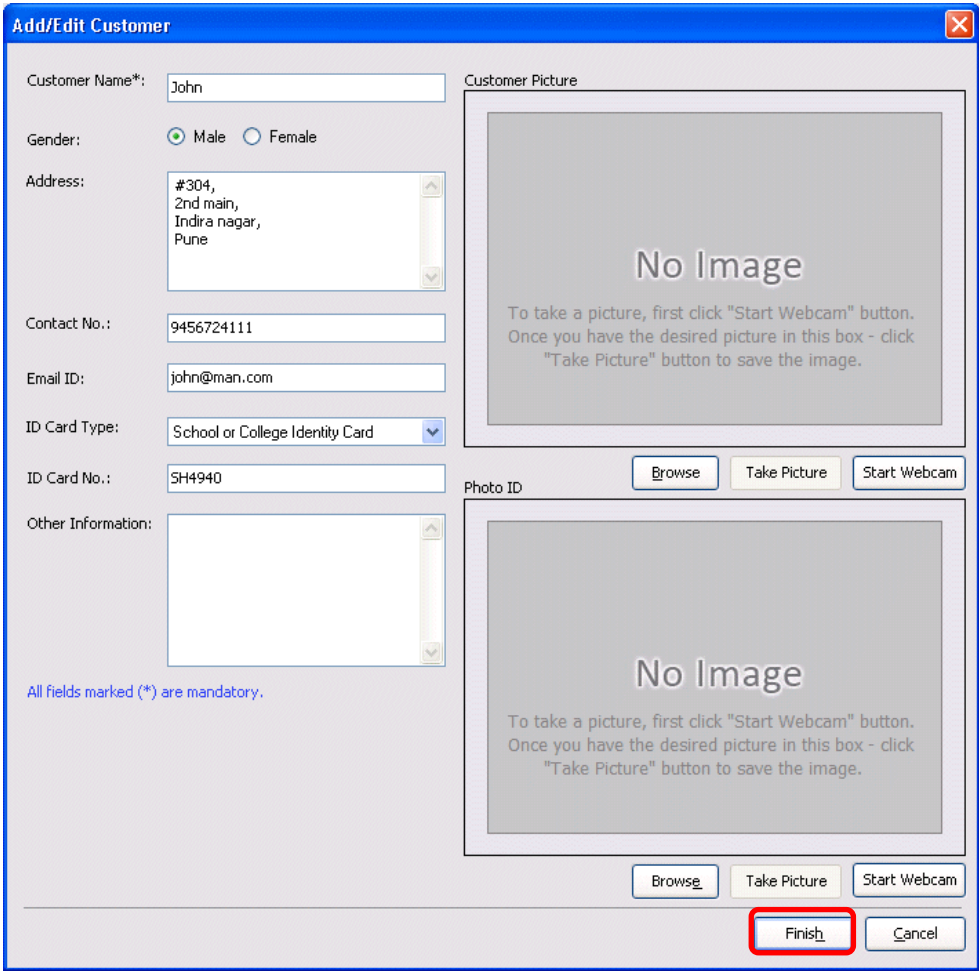 Add/Edit Customer
Customer Name*:
John
Gender:
Male
Female
Address:
#304,
2nd main,
Indira nagar,
Pune
Contact No.:
9456724111
Email ID:
john@man.com
ID Card Type:
School or College Identity Card
ID Card No.:
SH4940
Other Information:
All fields marked (*) are mandatory.
Customer Picture
No Image
To take a picture, first click "Start Webcam" button.
Once you have the desired picture in this box - click
"Take Picture" button to save the image.
Browse
Take Picture
Start Webcam
Photo ID
No Image
To take a picture, first click "Start Webcam" button.
Once you have the desired picture in this box - click
"Take Picture" button to save the image.
Browse
Take Picture
Start Webcam
Finish
Cancel